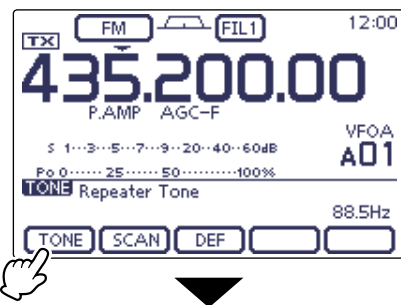 FM FIL1 12:00
TX
435.200.00
P.AMP AGC-F
VFOA
S 1···3···5···7···9··20··40··60dB
A01
Po 0······ 25 ······ 50 ············100%
TONE Repeater Tone
88.5Hz
TONE SCAN DEF